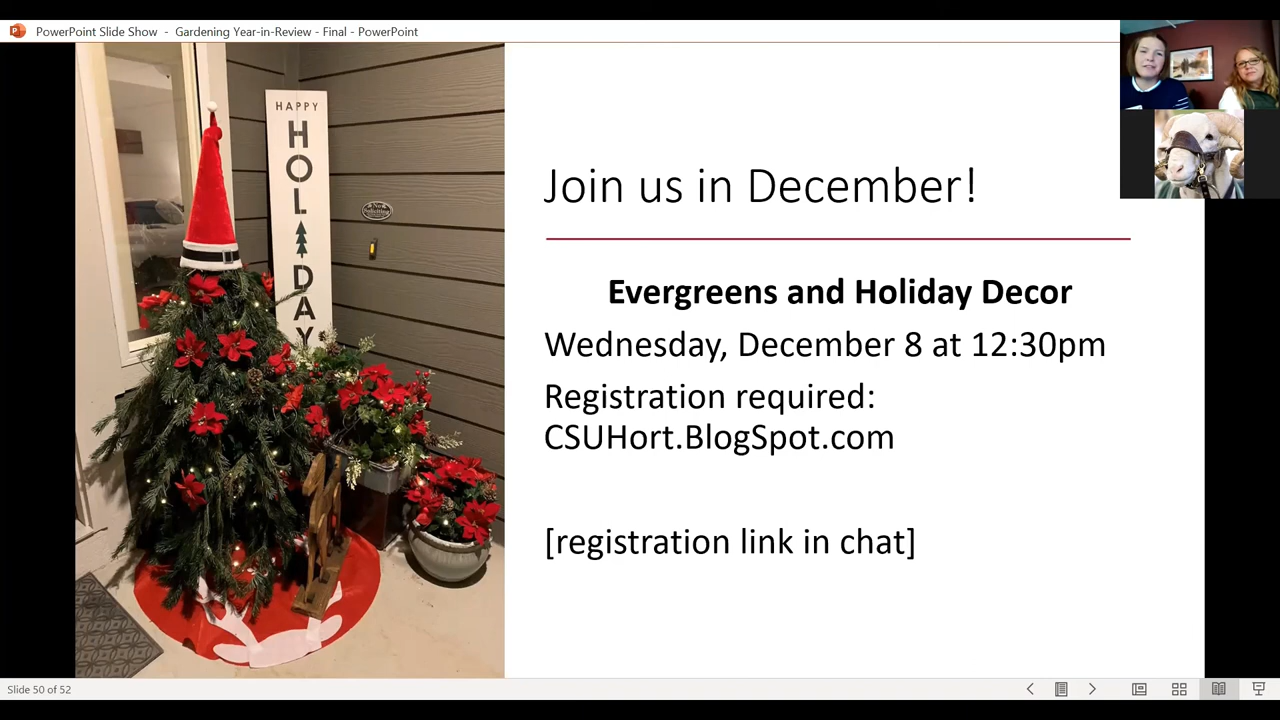 PowerPoint Slide Show - Gardening Year-in-Review - Final - PowerPoint
HAPPY
HOLIDAY
No
Soliciting
Join us in December!
Evergreens and Holiday Decor
Wednesday, December 8 at 12:30pm
Registration required:
CSUHort.BlogSpot.com
[registration link in chat]
Slide 50 of 52